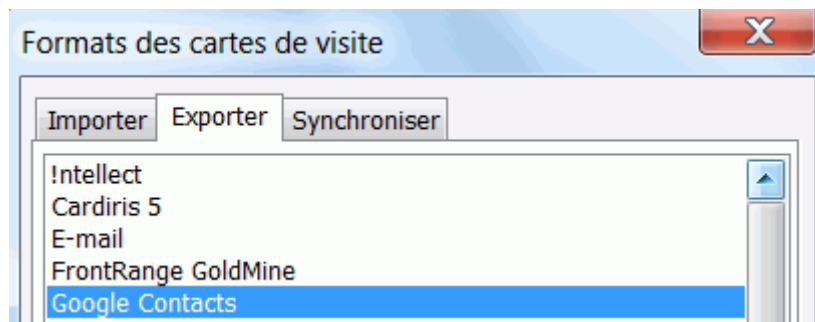 Formats des cartes de visite
X
Importer Exporter Synchroniser
!ntellect
Cardiris 5
E-mail
FrontRange GoldMine
Google Contacts